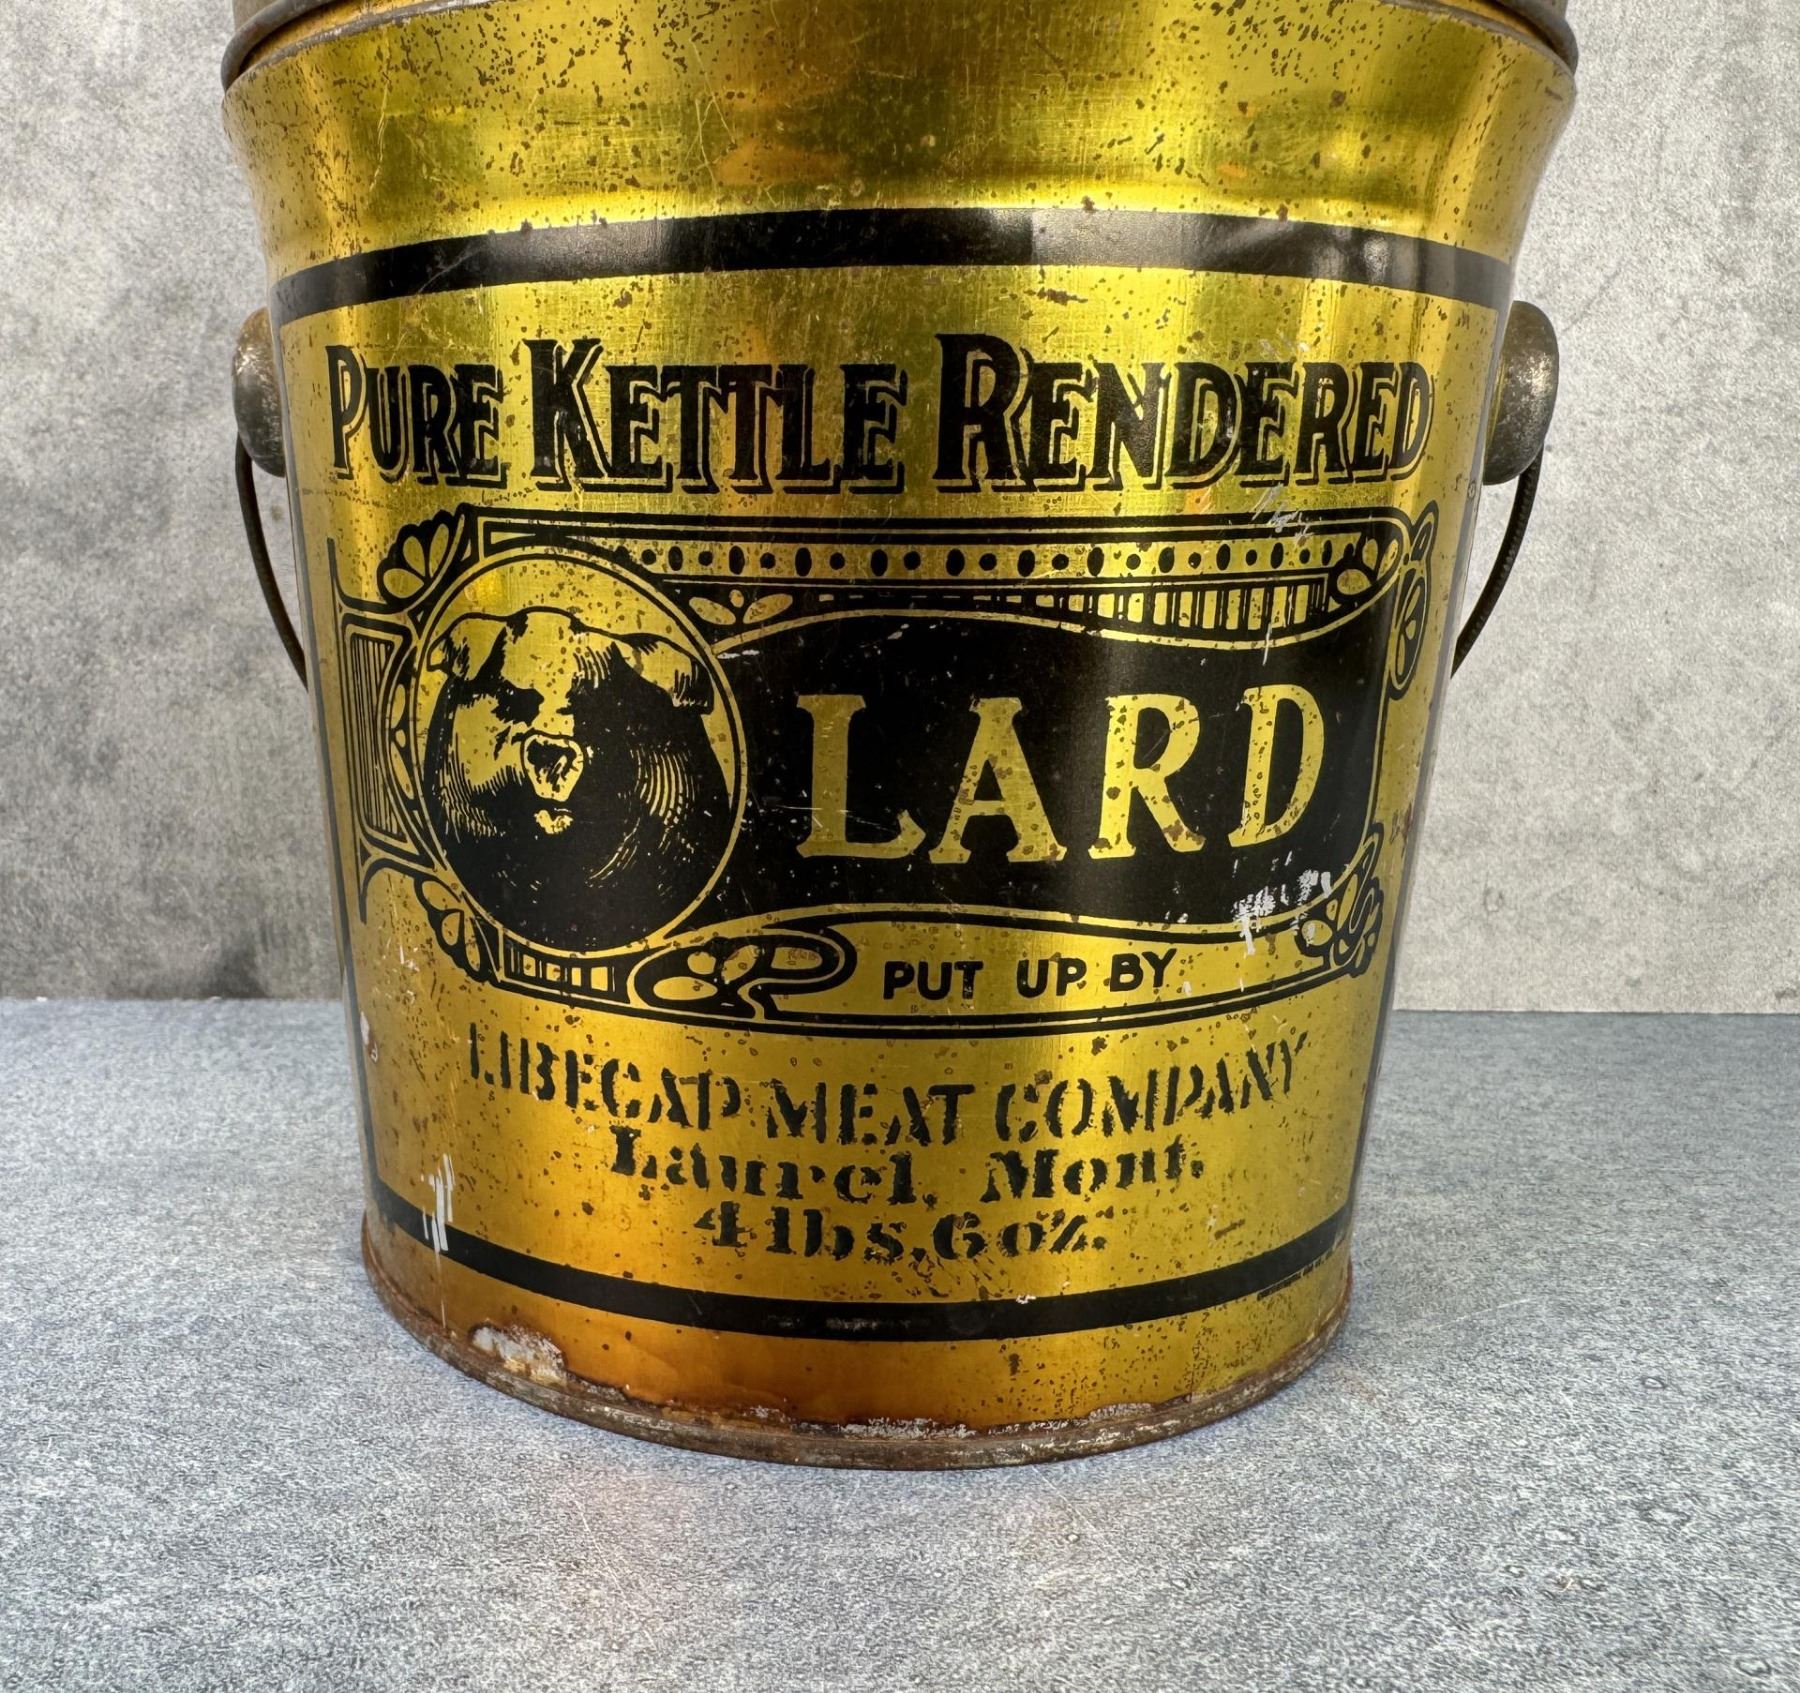 PURE KETTLE RENDERED
LARD
PUT UP BY
LIBECAP MEAT COMPANY
Laurel, Mont.
4 lbs. 6 oz.